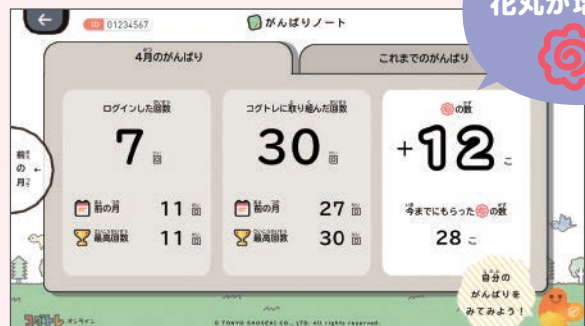 花丸が増
ID 01234567
がんばりノート
4月のがんばり
これまでのがんばり
ログインした回数
7回
前の月 11回
最高回数 11回
コグトレに取り組んだ回数
30回
前の月 27回
最高回数 30回
の数
+12こ
今までにもらった の数
28こ
前の月
自分の
がんばりを
みてみよう!
コグトレ オンライン
© TOKYO SHOSEKI CO., LTD. All rights reserved.